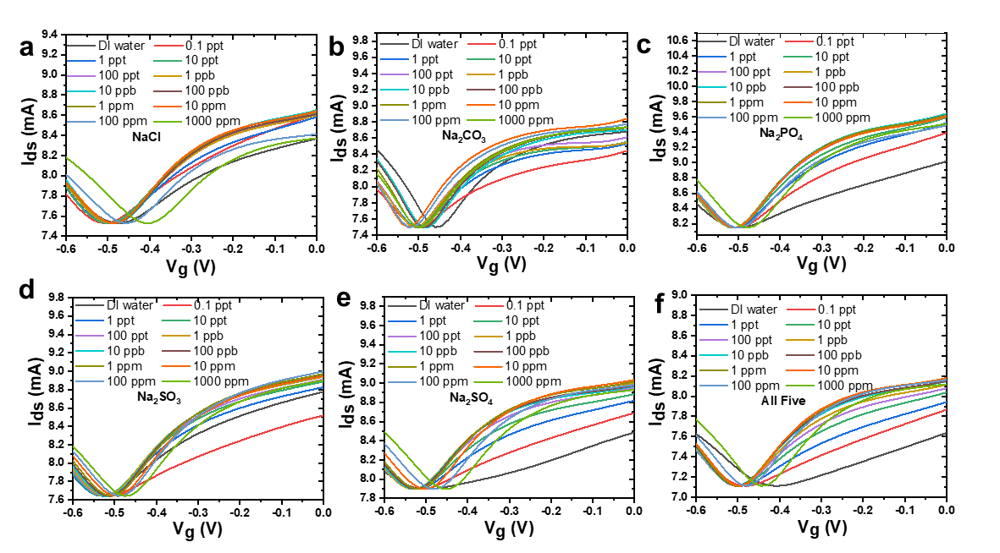 a
9.4
9.2
9.0
8.8
8.6
8.4
8.2
8.0
7.8
7.6
7.4
-0.6 -0.5 -0.4 -0.3 -0.2 -0.1 0.0
Ids (mA)
Vg (V)
DI water 0.1 ppt
1 ppt 10 ppt
100 ppt 1 ppb
10 ppb 100 ppb
1 ppm 10 ppm
100 ppm 1000 ppm
NaCl
b
9.8
9.6
9.4
9.2
9.0
8.8
8.6
8.4
8.2
8.0
7.8
7.6
7.4
-0.6 -0.5 -0.4 -0.3 -0.2 -0.1 0.0
Ids (mA)
Vg (V)
DI water 0.1 ppt
1 ppt 10 ppt
100 ppt 1 ppb
10 ppb 100 ppb
1 ppm 10 ppm
100 ppm 1000 ppm
Na2CO3
c
10.6
10.4
10.2
10.0
9.8
9.6
9.4
9.2
9.0
8.8
8.6
8.4
8.2
-0.6 -0.5 -0.4 -0.3 -0.2 -0.1 0.0
Ids (mA)
Vg (V)
DI water 0.1 ppt
1 ppt 10 ppt
100 ppt 1 ppb
10 ppb 100 ppb
1 ppm 10 ppm
100 ppm 1000 ppm
Na2PO4
d
9.8
9.6
9.4
9.2
9.0
8.8
8.6
8.4
8.2
8.0
7.8
7.6
-0.6 -0.5 -0.4 -0.3 -0.2 -0.1 0.0
Ids (mA)
Vg (V)
DI water 0.1 ppt
1 ppt 10 ppt
100 ppt 1 ppb
10 ppb 100 ppb
1 ppm 10 ppm
100 ppm 1000 ppm
Na2SO3
e
9.8
9.6
9.4
9.2
9.0
8.8
8.6
8.4
8.2
8.0
7.8
-0.6 -0.5 -0.4 -0.3 -0.2 -0.1 0.0
Ids (mA)
Vg (V)
DI water 0.1 ppt
1 ppt 10 ppt
100 ppt 1 ppb
10 ppb 100 ppb
1 ppm 10 ppm
100 ppm 1000 ppm
Na2SO4
f
9.0
8.8
8.6
8.4
8.2
8.0
7.8
7.6
7.4
7.2
7.0
-0.6 -0.5 -0.4 -0.3 -0.2 -0.1 0.0
Ids (mA)
Vg (V)
DI water 0.1 ppt
1 ppt 10 ppt
100 ppt 1 ppb
10 ppb 100 ppb
1 ppm 10 ppm
100 ppm 1000 ppm
All Five